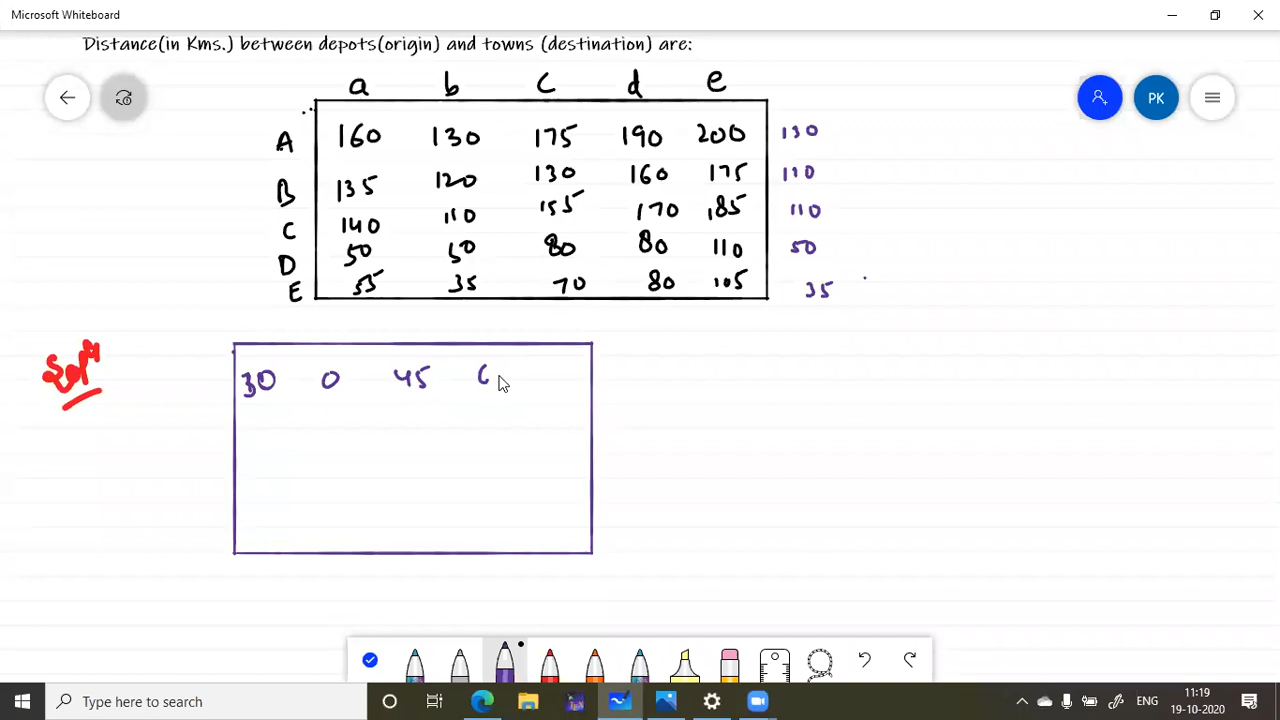 Microsoft Whiteboard
Distance(in Kms.) between depots(origin) and towns (destination) are:
a b c d e
A 160 130 175 190 200 130
B 135 120 130 160 175 110
C 140 110 155 170 185 110
D 50 50 80 80 110 50
E 55 35 70 80 105 35
PK
Solⁿ
30 0 45 6
Type here to search
ENG
11:19
19-10-2020